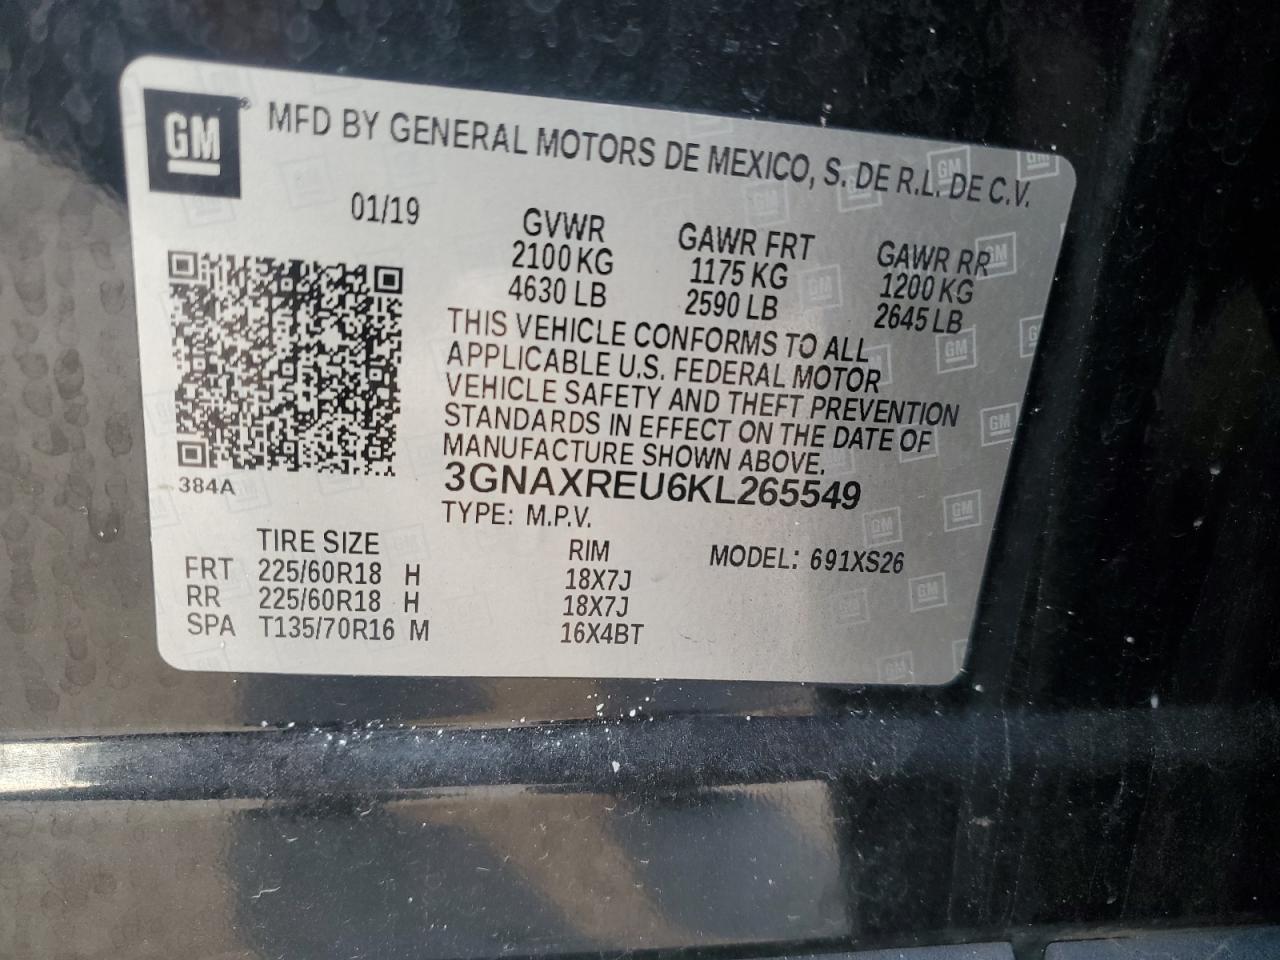 GM
MFD BY GENERAL MOTORS DE MEXICO, S. DE R.L. DE C.V.
01/19
GVWR GAWR FRT GAWR RR
2100 KG 1175 KG 1200 KG
4630 LB 2590 LB 2645 LB
THIS VEHICLE CONFORMS TO ALL
APPLICABLE U.S. FEDERAL MOTOR
VEHICLE SAFETY AND THEFT PREVENTION
STANDARDS IN EFFECT ON THE DATE OF
MANUFACTURE SHOWN ABOVE.
384A
3GNAXREU6KL265549
TYPE: M.P.V.
MODEL: 691XS26
TIRE SIZE RIM
FRT 225/60R18 H 18X7J
RR 225/60R18 H 18X7J
SPA T135/70R16 M 16X4BT